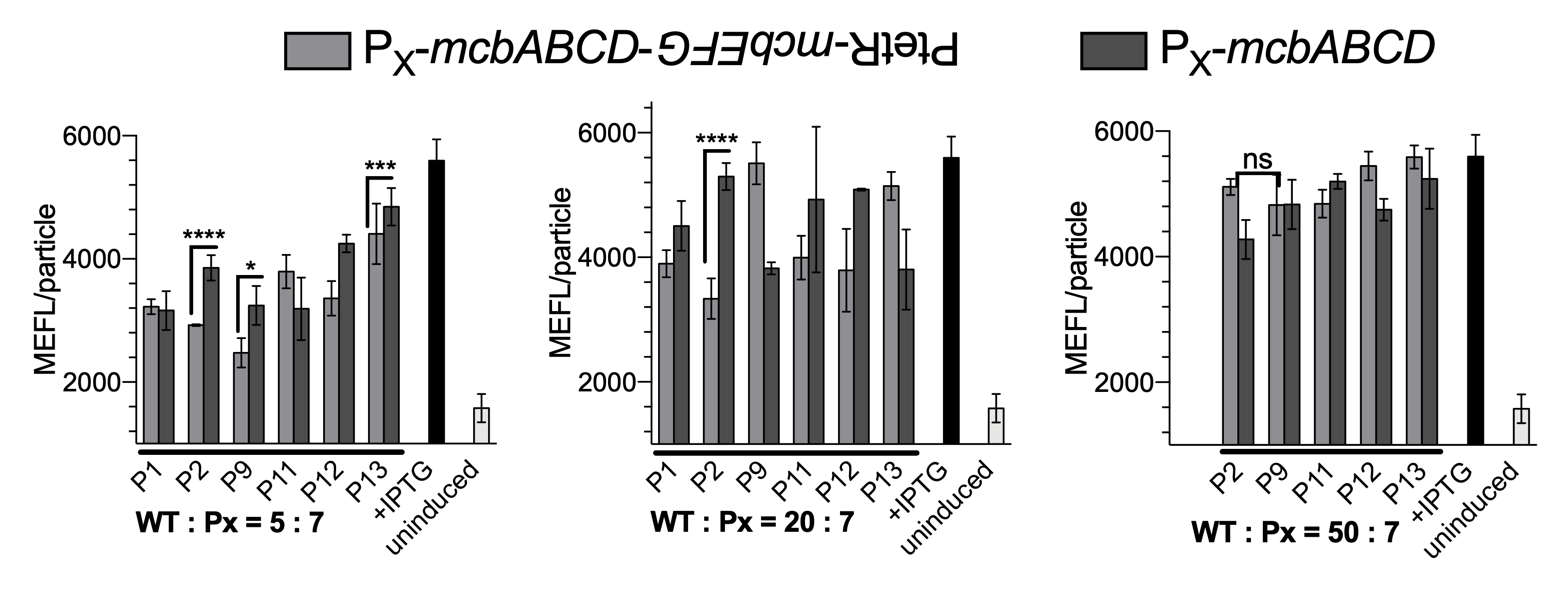 PX-mcbABCD-PtetR-mcbEFG
PX-mcbABCD
MEFL/particle
6000
4000
2000
****
*
***
P1
P2
P9
P11
P12
P13
+IPTG
uninduced
WT : Px = 5 : 7
MEFL/particle
6000
4000
2000
****
P1
P2
P9
P11
P12
P13
+IPTG
uninduced
WT : Px = 20 : 7
MEFL/particle
6000
4000
2000
ns
P2
P9
P11
P12
P13
+IPTG
uninduced
WT : Px = 50 : 7